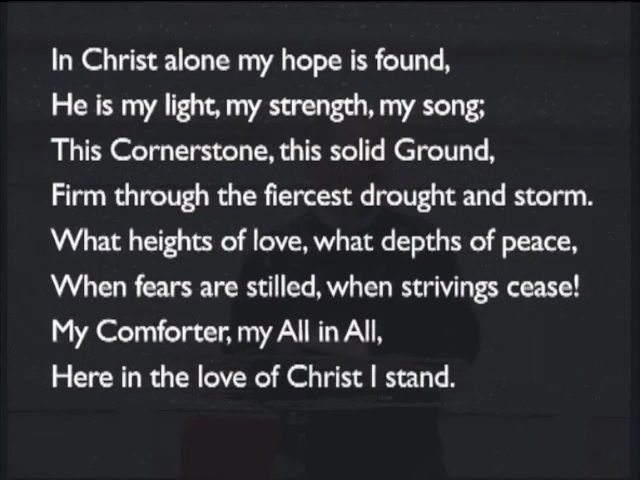 In Christ alone my hope is found,
He is my light, my strength, my song;
This Cornerstone, this solid Ground,
Firm through the fiercest drought and storm.
What heights of love, what depths of peace,
When fears are stilled, when strivings cease!
My Comforter, my All in All,
Here in the love of Christ I stand.